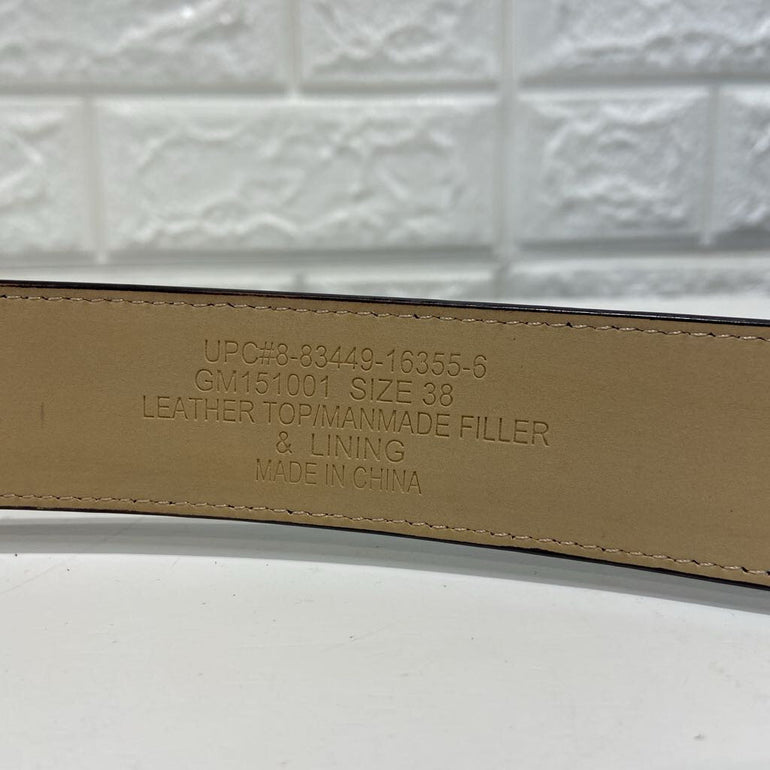 UPC#8-83449-16355-6
GM151001 SIZE 38
LEATHER TOP/MANMADE FILLER
& LINING
MADE IN CHINA